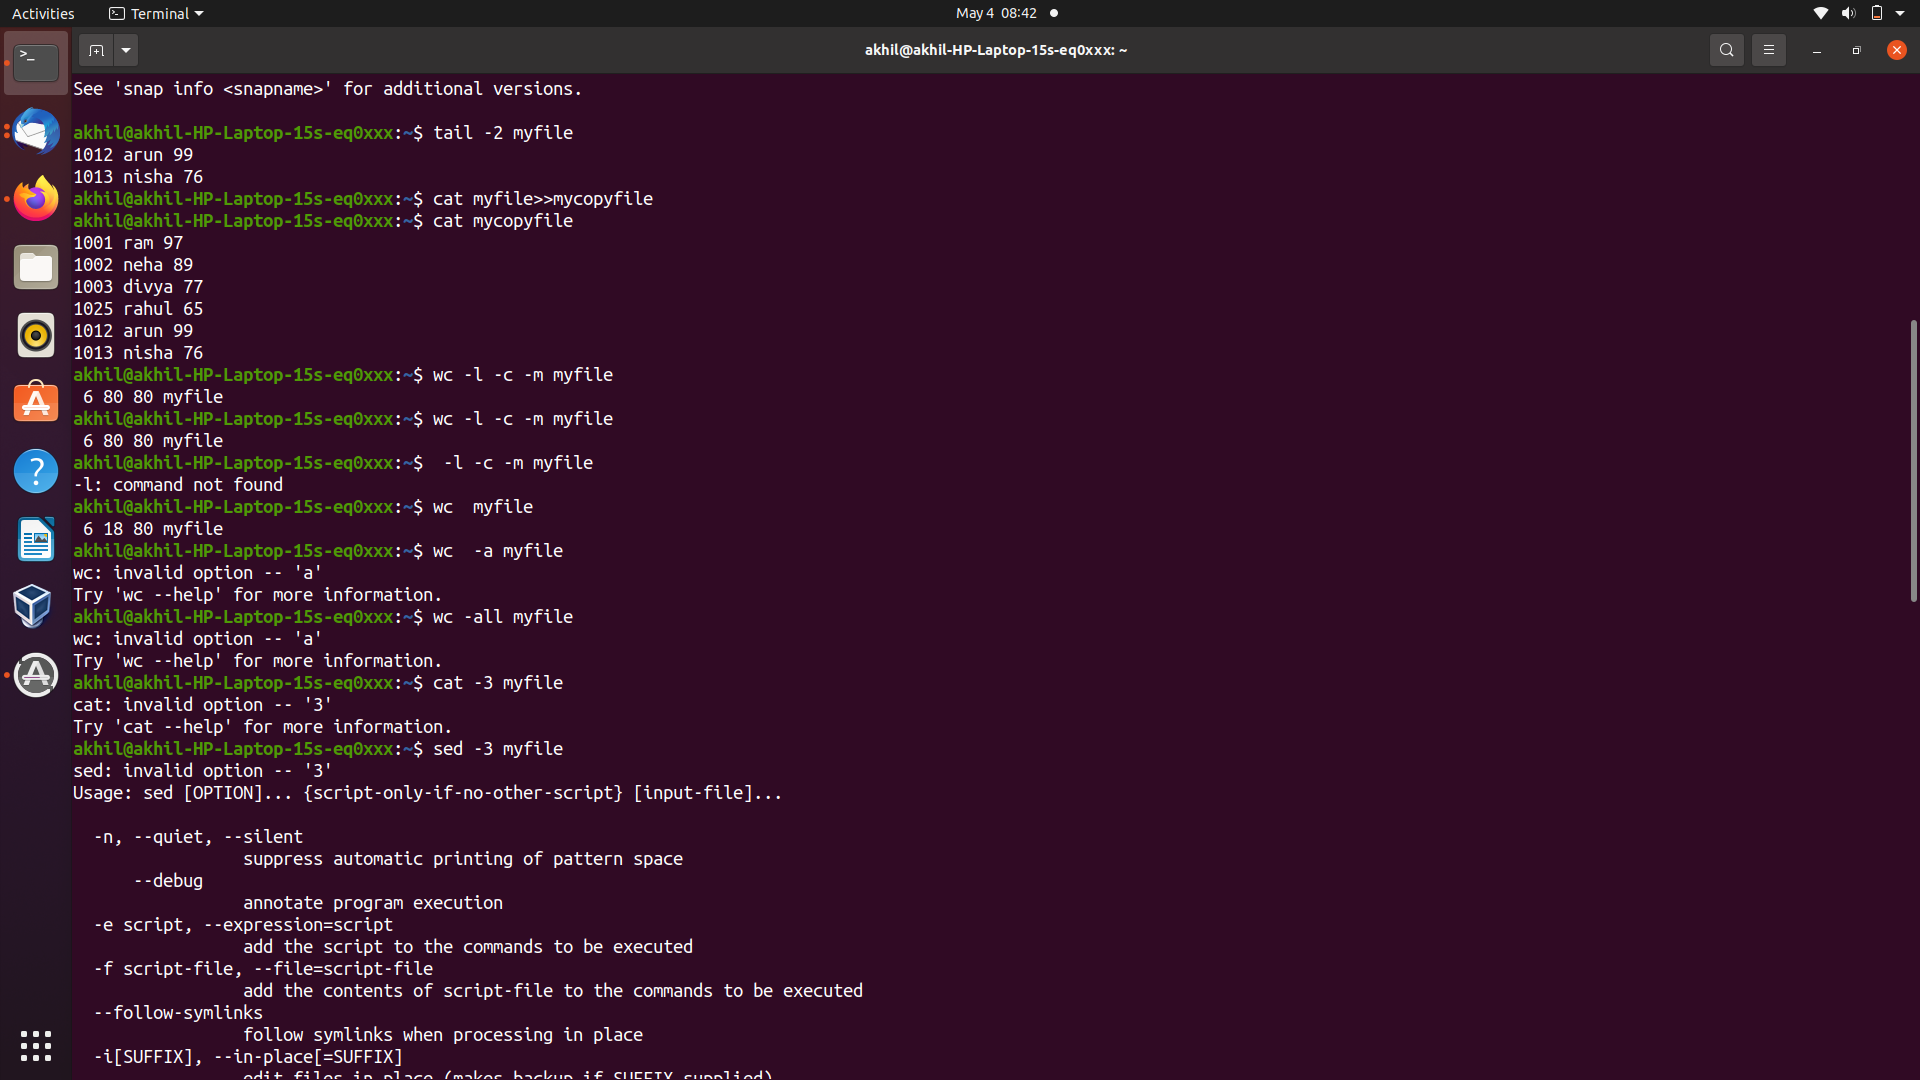 Activities
Terminal
May 4 08:42
akhil@akhil-HP-Laptop-15s-eq0xxx: ~
See 'snap info <snapname>' for additional versions.
akhil@akhil-HP-Laptop-15s-eq0xxx:~$ tail -2 myfile
1012 arun 99
1013 nisha 76
akhil@akhil-HP-Laptop-15s-eq0xxx:~$ cat myfile>>mycopyfile
akhil@akhil-HP-Laptop-15s-eq0xxx:~$ cat mycopyfile
1001 ram 97
1002 neha 89
1003 divya 77
1025 rahul 65
1012 arun 99
1013 nisha 76
akhil@akhil-HP-Laptop-15s-eq0xxx:~$ wc -l -c -m myfile
 6 80 80 myfile
akhil@akhil-HP-Laptop-15s-eq0xxx:~$ wc -l -c -m myfile
 6 80 80 myfile
akhil@akhil-HP-Laptop-15s-eq0xxx:~$  -l -c -m myfile
-l: command not found
akhil@akhil-HP-Laptop-15s-eq0xxx:~$ wc  myfile
 6 18 80 myfile
akhil@akhil-HP-Laptop-15s-eq0xxx:~$ wc  -a myfile
wc: invalid option -- 'a'
Try 'wc --help' for more information.
akhil@akhil-HP-Laptop-15s-eq0xxx:~$ wc -all myfile
wc: invalid option -- 'a'
Try 'wc --help' for more information.
akhil@akhil-HP-Laptop-15s-eq0xxx:~$ cat -3 myfile
cat: invalid option -- '3'
Try 'cat --help' for more information.
akhil@akhil-HP-Laptop-15s-eq0xxx:~$ sed -3 myfile
sed: invalid option -- '3'
Usage: sed [OPTION]... {script-only-if-no-other-script} [input-file]...
  -n, --quiet, --silent
                 suppress automatic printing of pattern space
      --debug
                 annotate program execution
  -e script, --expression=script
                 add the script to the commands to be executed
  -f script-file, --file=script-file
                 add the contents of script-file to the commands to be executed
  --follow-symlinks
                 follow symlinks when processing in place
  -i[SUFFIX], --in-place[=SUFFIX]
                 edit files in place (makes backup if SUFFIX supplied)